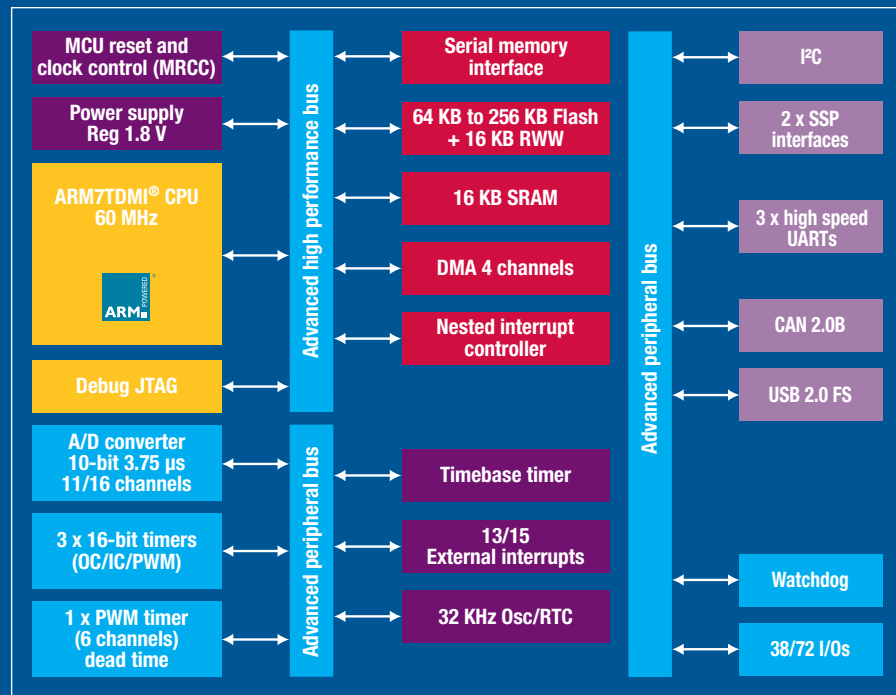 MCU reset and
clock control (MRCC)
Power supply
Reg 1.8 V
ARM7TDMI® CPU
60 MHz
ARM
POWERED
®
Debug JTAG
A/D converter
10-bit 3.75 µs
11/16 channels
3 x 16-bit timers
(OC/IC/PWM)
1 x PWM timer
(6 channels)
dead time
Advanced high performance bus
Advanced peripheral bus
Serial memory
interface
64 KB to 256 KB Flash
+ 16 KB RWW
16 KB SRAM
DMA 4 channels
Nested interrupt
controller
Timebase timer
13/15
External interrupts
32 KHz Osc/RTC
Advanced peripheral bus
I²C
2 x SSP
interfaces
3 x high speed
UARTs
CAN 2.0B
USB 2.0 FS
Watchdog
38/72 I/Os